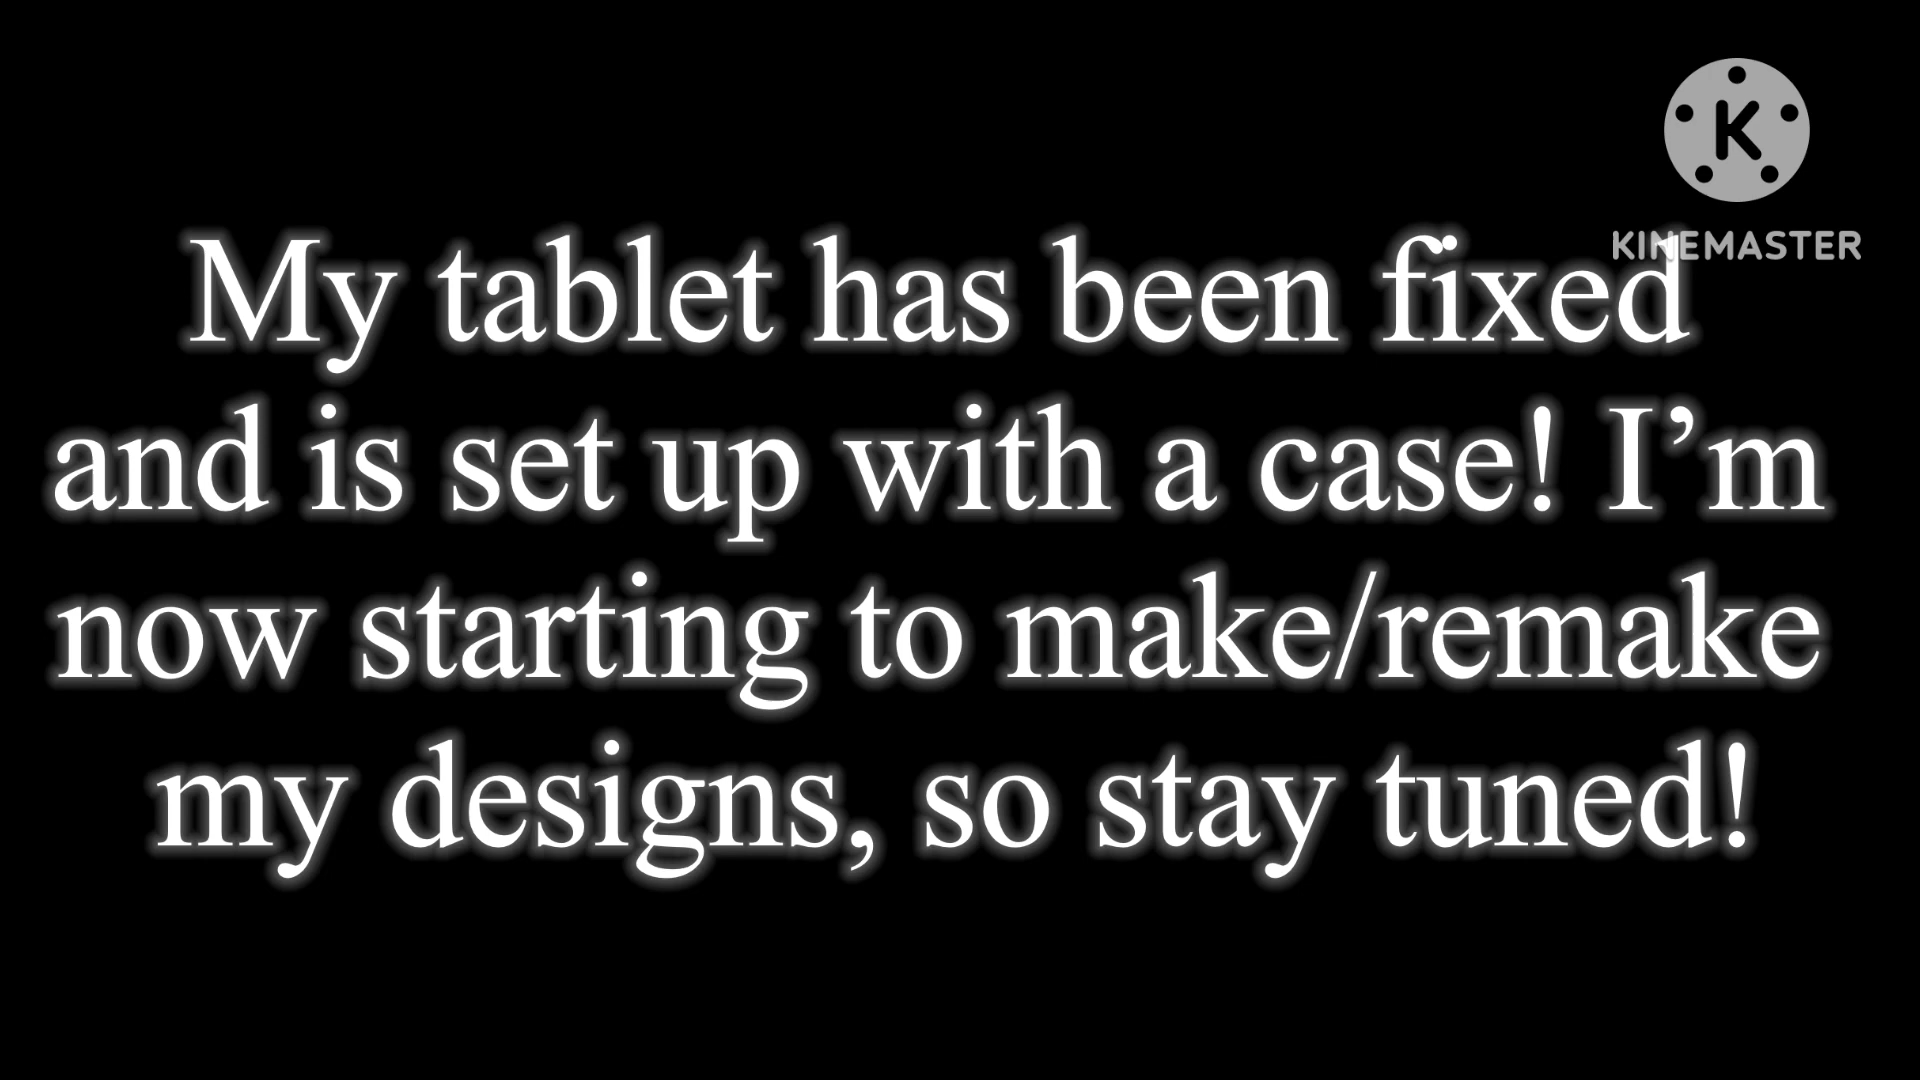 K
KINEMASTER
My tablet has been fixed
and is set up with a case! I’m
now starting to make/remake
my designs, so stay tuned!